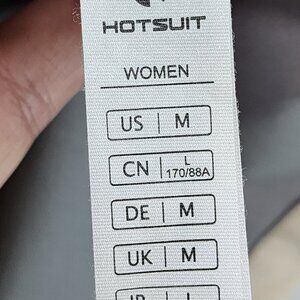 HOTSUIT
WOMEN
US | M
CN | L 170/88A
DE | M
UK | M